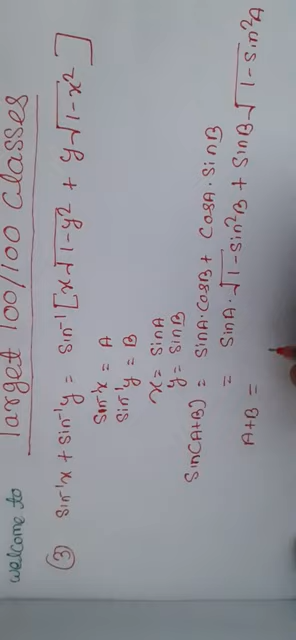 welcome to Target 100/100 classes
(3) sin⁻¹x + sin⁻¹y = sin⁻¹[x√1-y² + y√1-x²]
sin⁻¹x = A
sin⁻¹y = B
x = sinA
y = sinB
sin(A+B) = sinA.cosB + cosA.sinB
= sinA.√1-sin²B + sinB√1-sin²A
A+B =